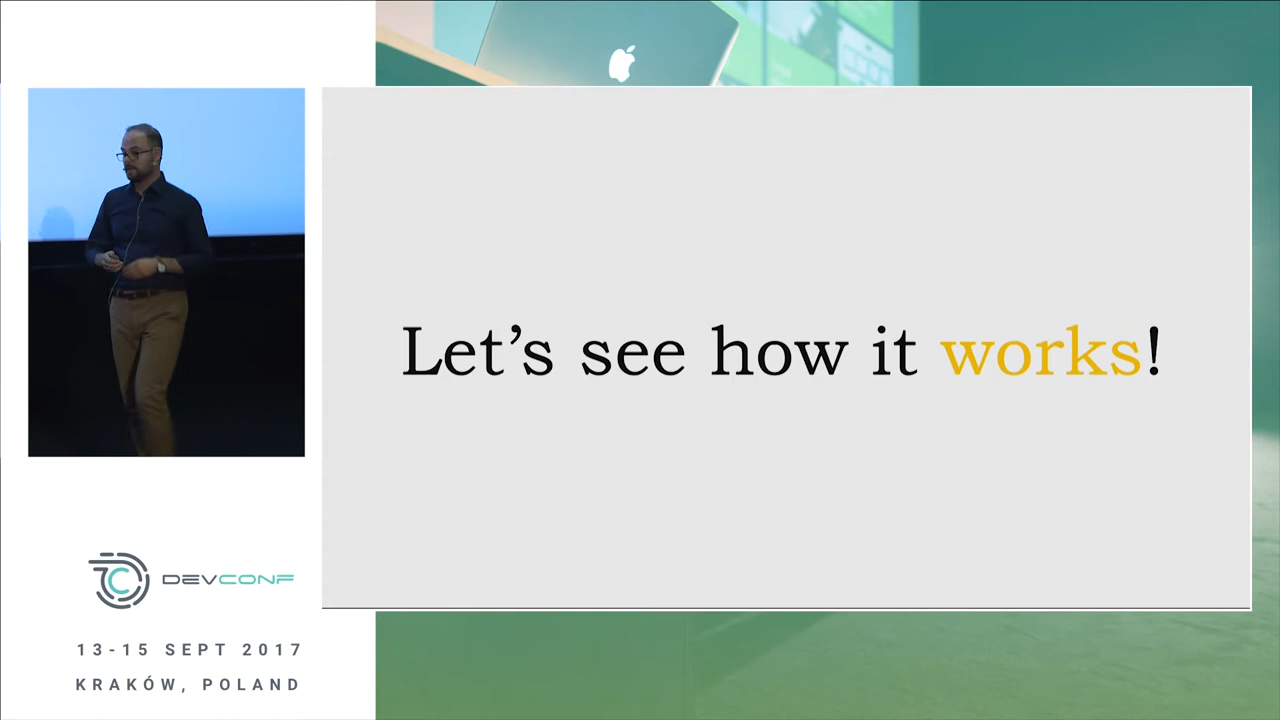 Let’s see how it works!
DEVCONF
13-15 SEPT 2017
KRAKÓW, POLAND